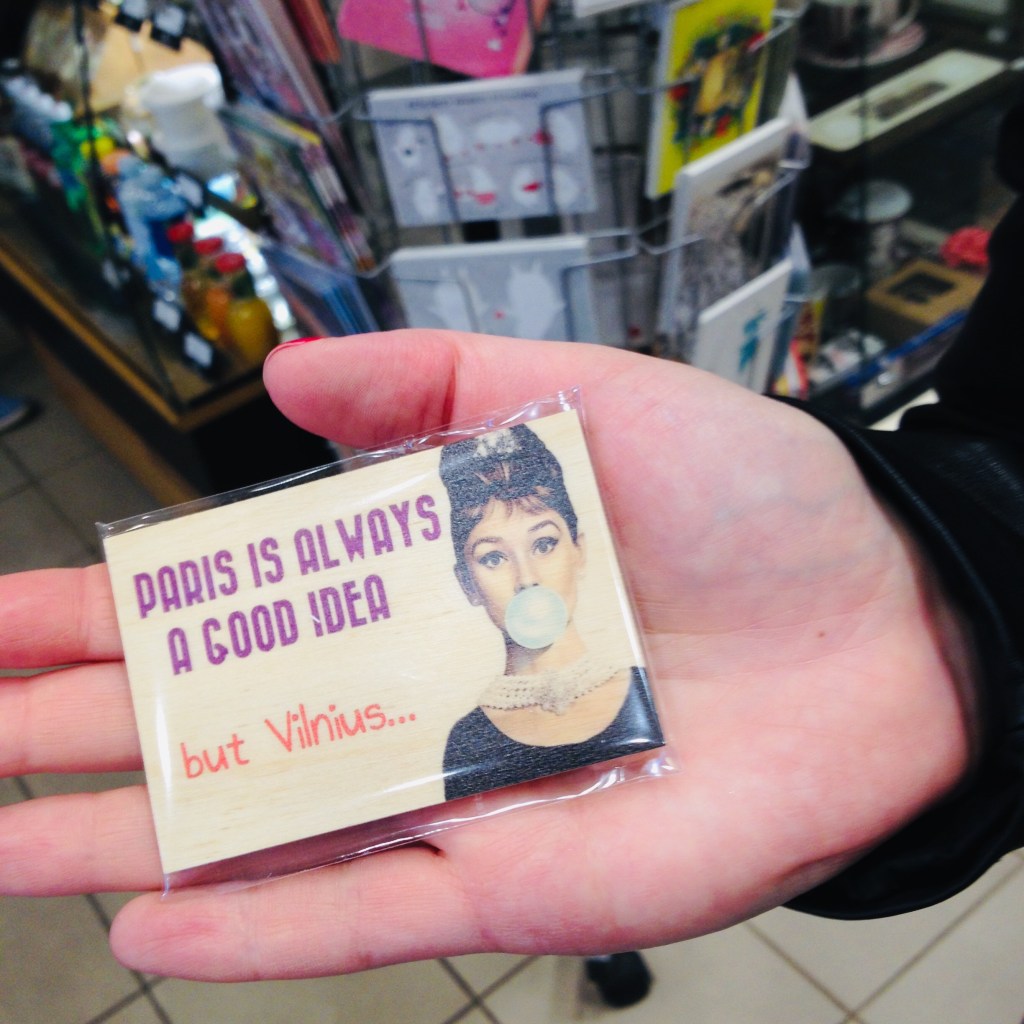 PARIS IS ALWAYS
A GOOD IDEA
but Vilnius...